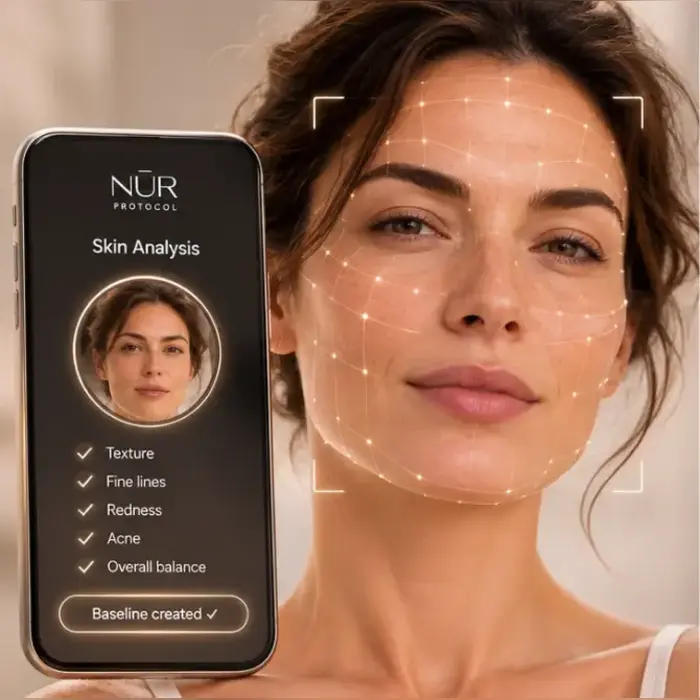 NŪR
PROTOCOL
Skin Analysis
Texture
Fine lines
Redness
Acne
Overall balance
Baseline created ✓